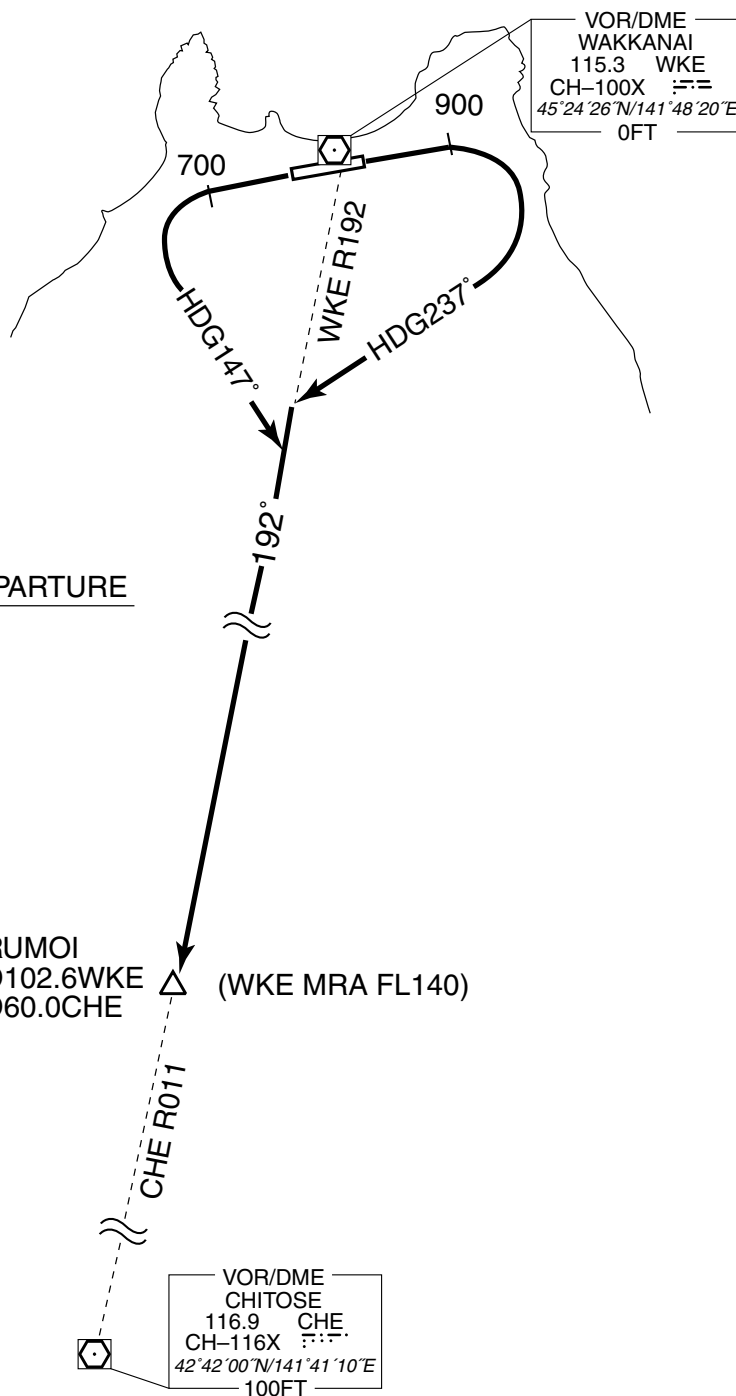 VOR/DME
WAKKANAI
115.3 WKE
CH–100X
45°24´26˝N/141°48´20˝E
0FT
900
700
WKE R192
HDG147°
HDG237°
192°
PARTURE
RUMOI
D102.6WKE
D60.0CHE
(WKE MRA FL140)
CHE R011
VOR/DME
CHITOSE
116.9 CHE
CH–116X
42°42´00˝N/141°41´10˝E
100FT